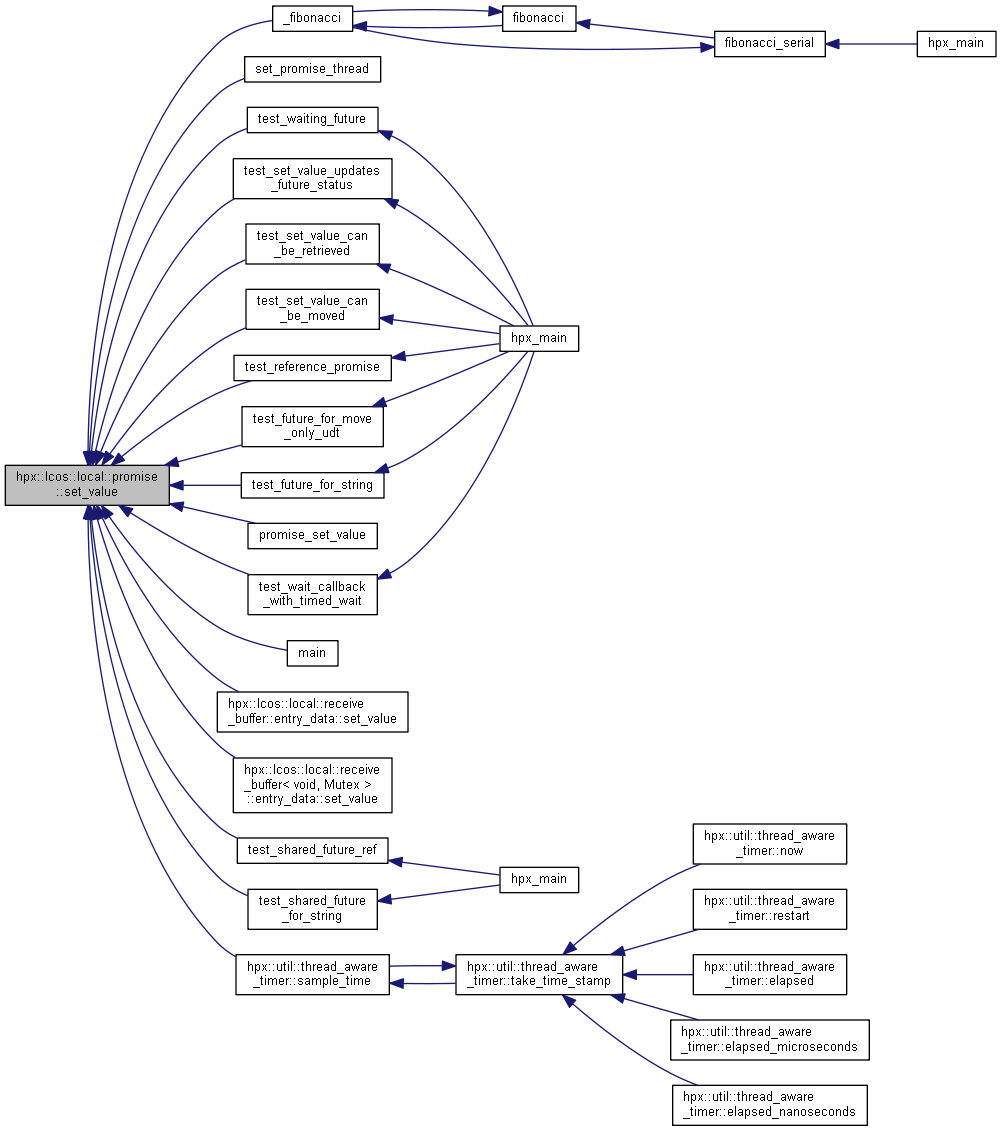 _fibonacci
fibonacci
fibonacci_serial
hpx_main
set_promise_thread
test_waiting_future
test_set_value_updates
_future_status
test_set_value_can
_be_retrieved
test_set_value_can
_be_moved
hpx_main
test_reference_promise
test_future_for_move
_only_udt
hpx::lcos::local::promise
::set_value
test_future_for_string
promise_set_value
test_wait_callback
_with_timed_wait
main
hpx::lcos::local::receive
_buffer::entry_data::set_value
hpx::lcos::local::receive
_buffer< void, Mutex >
::entry_data::set_value
test_shared_future_ref
hpx_main
test_shared_future
_for_string
hpx::util::thread_aware
_timer::sample_time
hpx::util::thread_aware
_timer::take_time_stamp
hpx::util::thread_aware
_timer::now
hpx::util::thread_aware
_timer::restart
hpx::util::thread_aware
_timer::elapsed
hpx::util::thread_aware
_timer::elapsed_microseconds
hpx::util::thread_aware
_timer::elapsed_nanoseconds